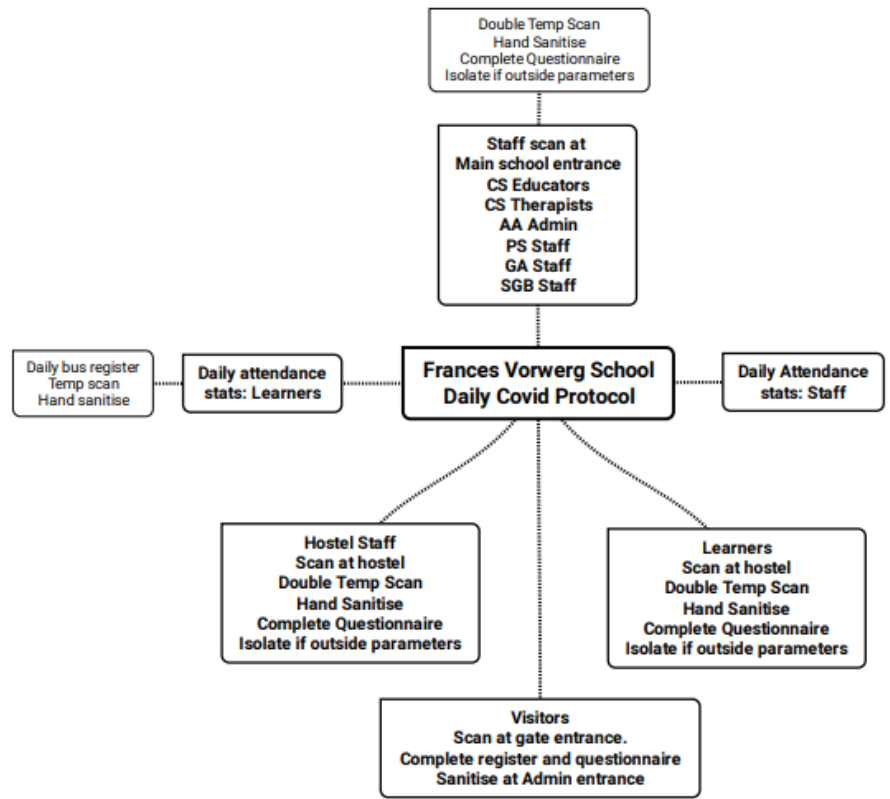 Double Temp Scan
Hand Sanitise
Complete Questionnaire
Isolate if outside parameters
Staff scan at
Main school entrance
CS Educators
CS Therapists
AA Admin
PS Staff
GA Staff
SGB Staff
Daily bus register
Temp scan
Hand sanitise
Daily attendance
stats: Learners
Frances Vorwerg School
Daily Covid Protocol
Daily Attendance
stats: Staff
Hostel Staff
Scan at hostel
Double Temp Scan
Hand Sanitise
Complete Questionnaire
Isolate if outside parameters
Learners
Scan at hostel
Double Temp Scan
Hand Sanitise
Complete Questionnaire
Isolate if outside parameters
Visitors
Scan at gate entrance.
Complete register and questionnaire
Sanitise at Admin entrance